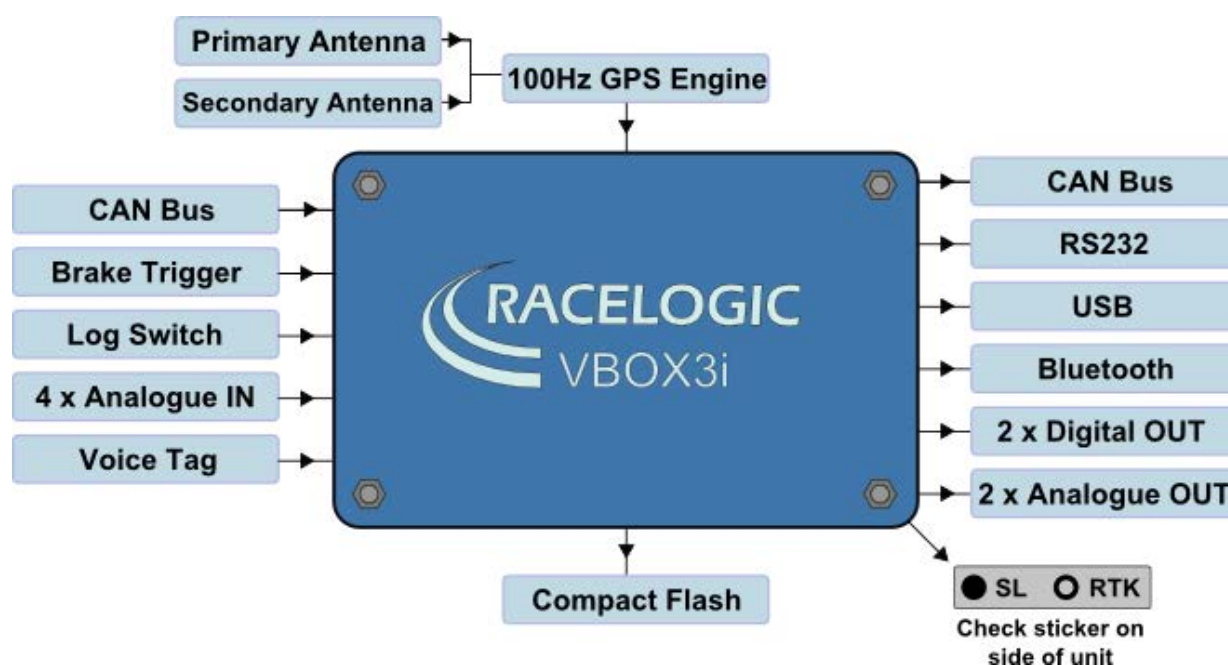 Primary Antenna
Secondary Antenna
100Hz GPS Engine
CAN Bus
Brake Trigger
Log Switch
4 x Analogue IN
Voice Tag
RACELOGIC
VBOX3i
CAN Bus
RS232
USB
Bluetooth
2 x Digital OUT
2 x Analogue OUT
Compact Flash
SL RTK
Check sticker on
side of unit